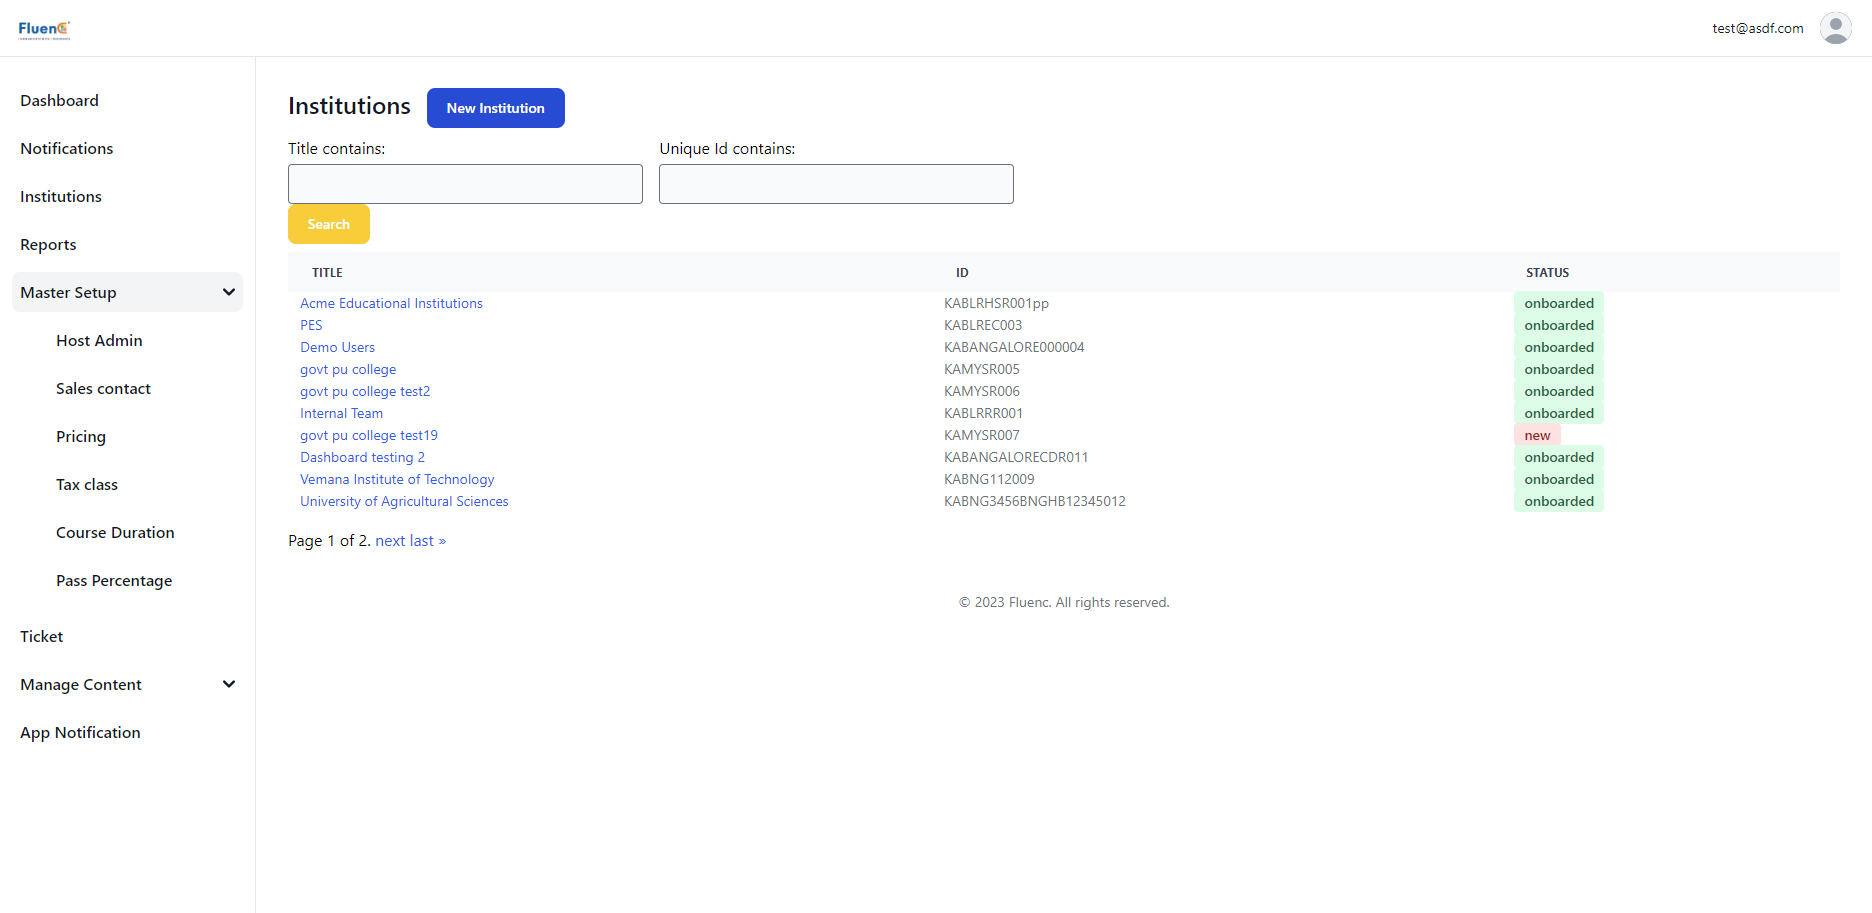 FluenC
test@asdf.com
Dashboard
Notifications
Institutions
Reports
Master Setup
Host Admin
Sales contact
Pricing
Tax class
Course Duration
Pass Percentage
Ticket
Manage Content
App Notification
Institutions New Institution
Title contains: Unique Id contains:
Search
TITLE ID STATUS
Acme Educational Institutions KABLRHSR001pp onboarded
PES KABLREC003 onboarded
Demo Users KABANGALORE000004 onboarded
govt pu college KAMYSR005 onboarded
govt pu college test2 KAMYSR006 onboarded
Internal Team KABLRRR001 onboarded
govt pu college test19 KAMYSR007 new
Dashboard testing 2 KABANGALORECDR011 onboarded
Vemana Institute of Technology KABNG112009 onboarded
University of Agricultural Sciences KABNG3456BNGHB12345012 onboarded
Page 1 of 2. next last »
© 2023 Fluenc. All rights reserved.